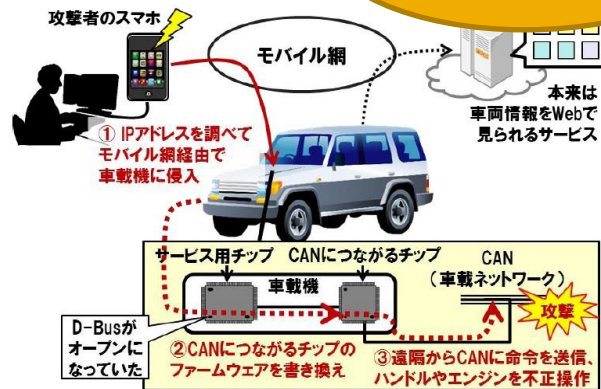 攻撃者のスマホ
モバイル網
本来は
車両情報をWebで
見られるサービス
① IPアドレスを調べて
モバイル網経由で
車載機に侵入
サービス用チップ
CANにつながるチップ
CAN
(車載ネットワーク)
車載機
攻撃
D-Busが
オープンに
なっていた
②CANにつながるチップの
ファームウェアを書き換え
③遠隔からCANに命令を送信、
ハンドルやエンジンを不正操作